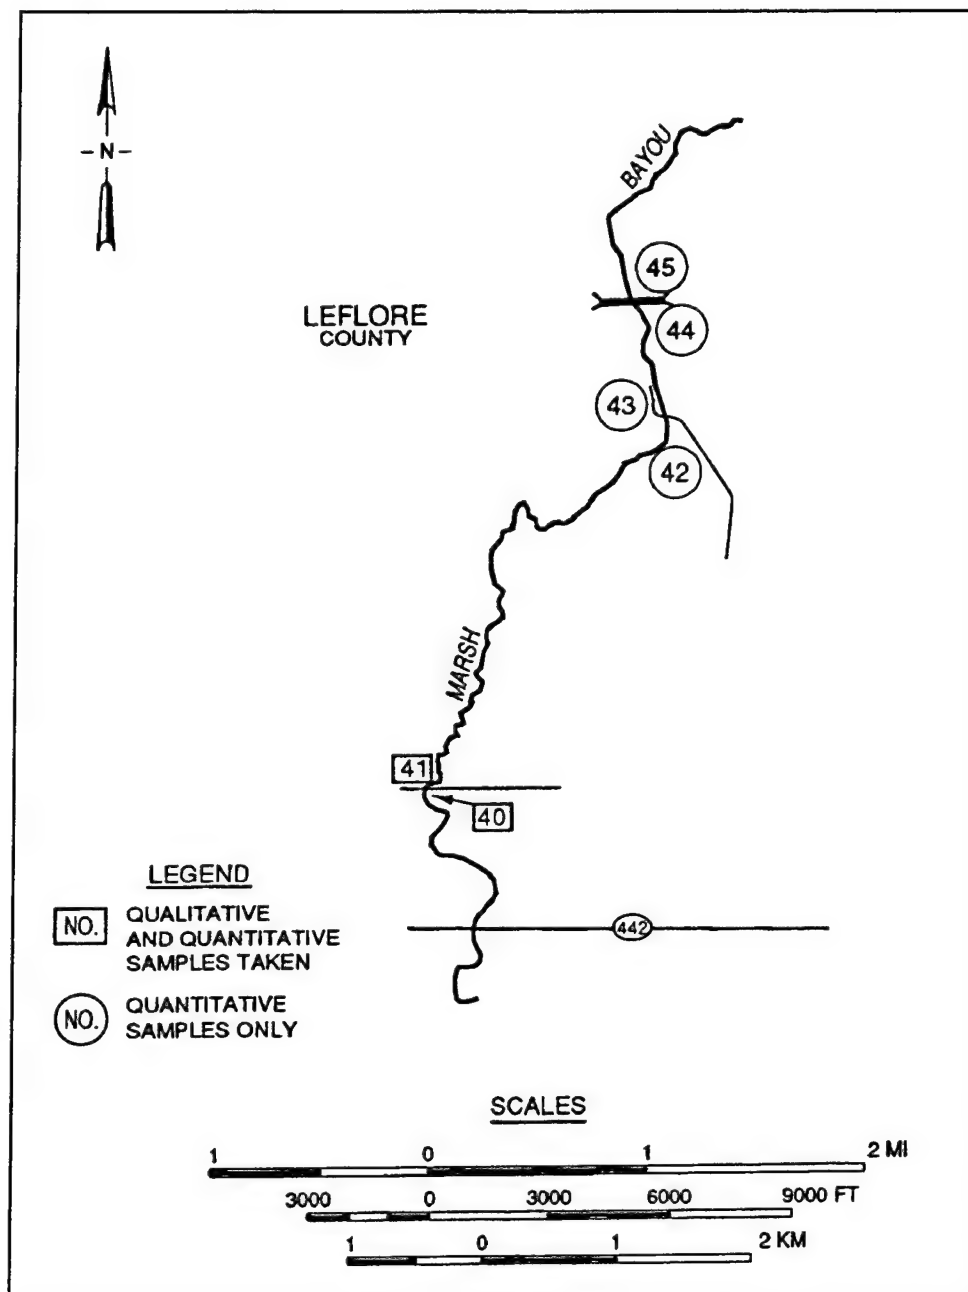 N
BAYOU
45
44
LEFLORE
COUNTY
43
42
MARSH
41
40
442
LEGEND
NO. QUALITATIVE
AND QUANTITATIVE
SAMPLES TAKEN
NO. QUANTITATIVE
SAMPLES ONLY
SCALES
1 0 1 2 MI
3000 0 3000 6000 9000 FT
1 0 1 2 KM